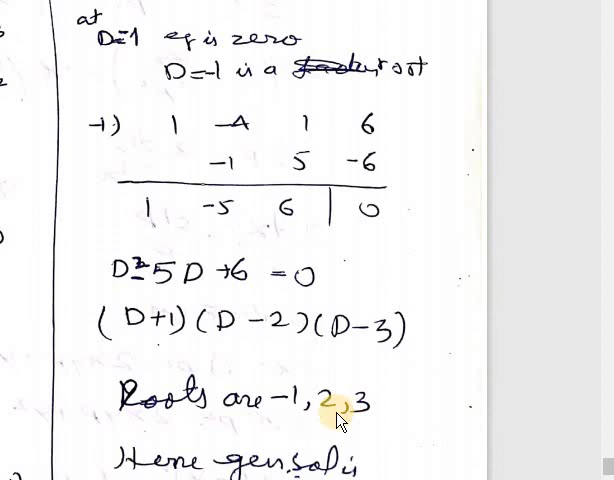 at
D=1 eq is zero
D=-1 is a root
-1) 1 -4 1 6
-1 5 -6
1 -5 6 | 0
D²-5D+6 =0
(D+1)(D-2)(D-3)
Roots are -1, 2, 3
Hene gen.sol is